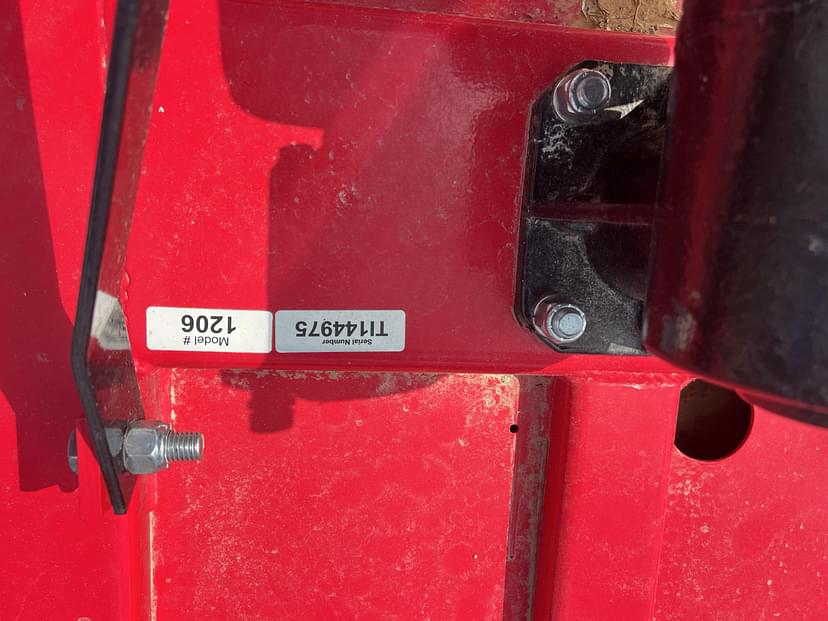 Serial Number
TI144975
Model #
1206